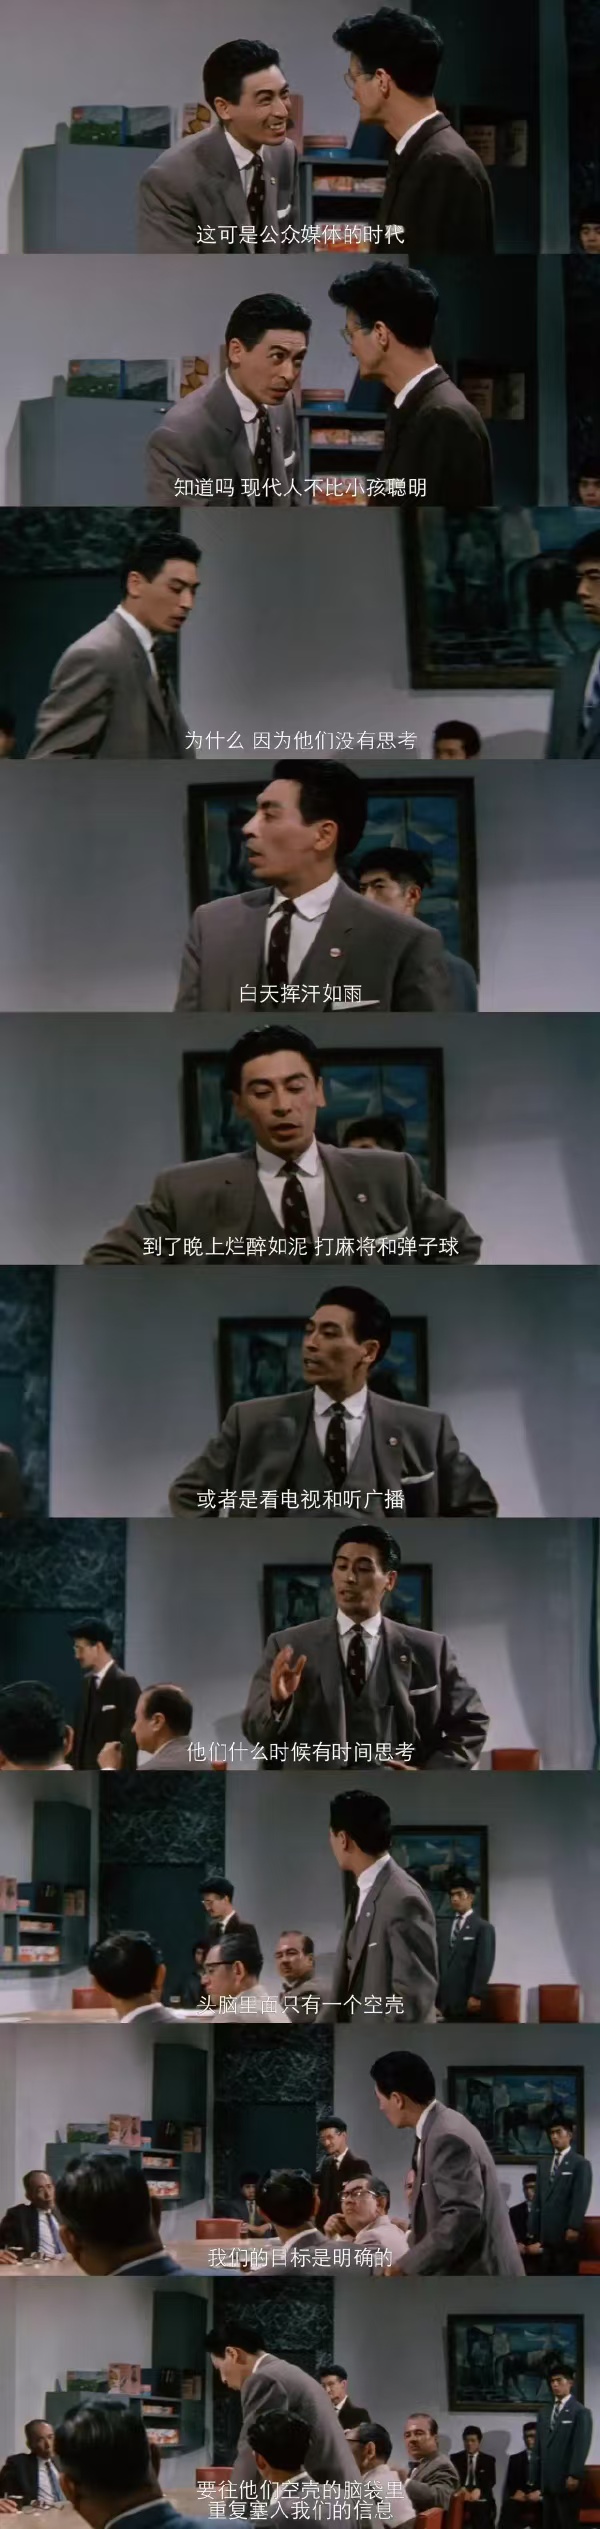 这可是公众媒体的时代
知道吗 现代人不比小孩聪明
为什么 因为他们没有思考
白天挥汗如雨
到了晚上烂醉如泥 打麻将和弹子球
或者是看电视和听广播
他们什么时候有时间思考
头脑里面只有一个空壳
我们的目标是明确的
要往他们空壳的脑袋里
重复塞入我们的信息